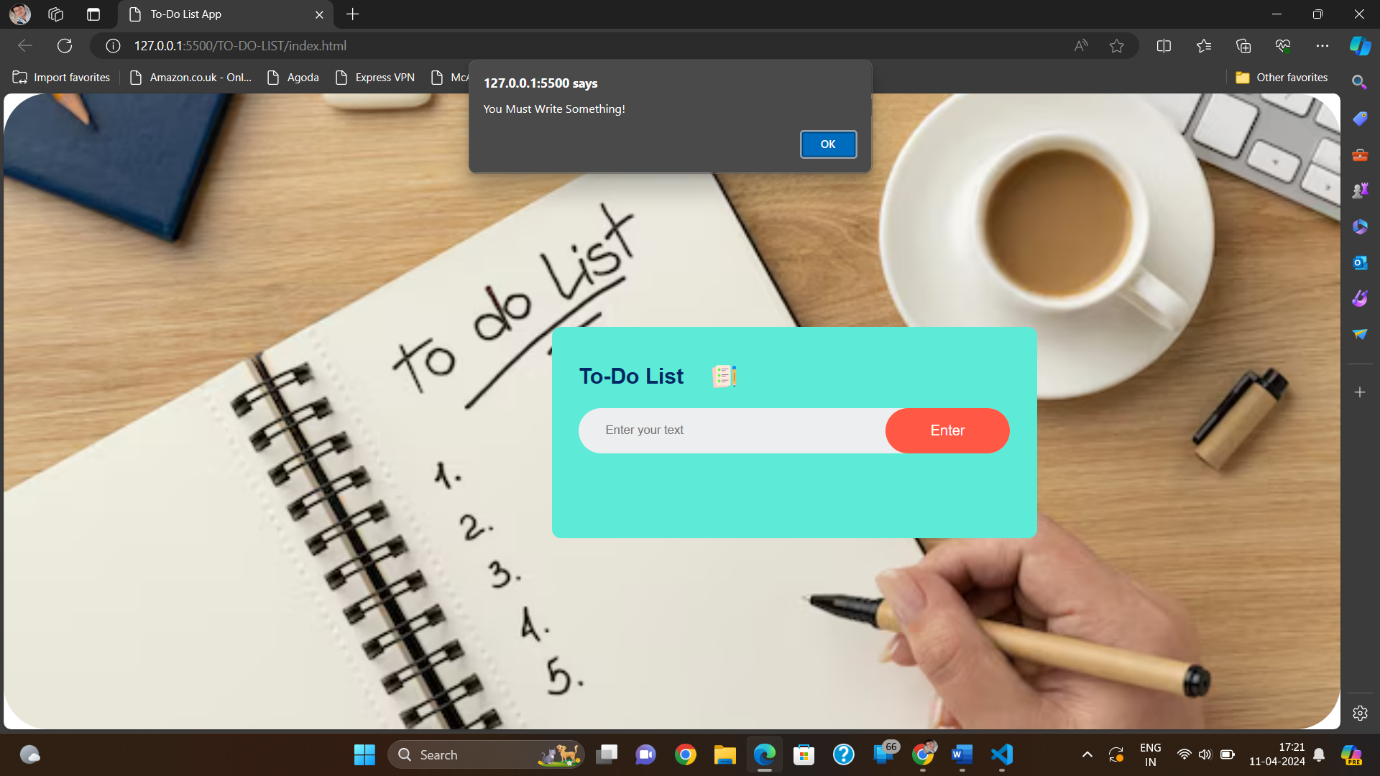 To-Do List App
127.0.0.1:5500/TO-DO-LIST/index.html
Import favorites
Amazon.co.uk - Onl...
Agoda
Express VPN
McA
Other favorites
127.0.0.1:5500 says
You Must Write Something!
OK
to do List
To-Do List
Enter your text
Enter
1.
2.
3.
4.
5.
Search
66
ENG
IN
17:21
11-04-2024
PRE